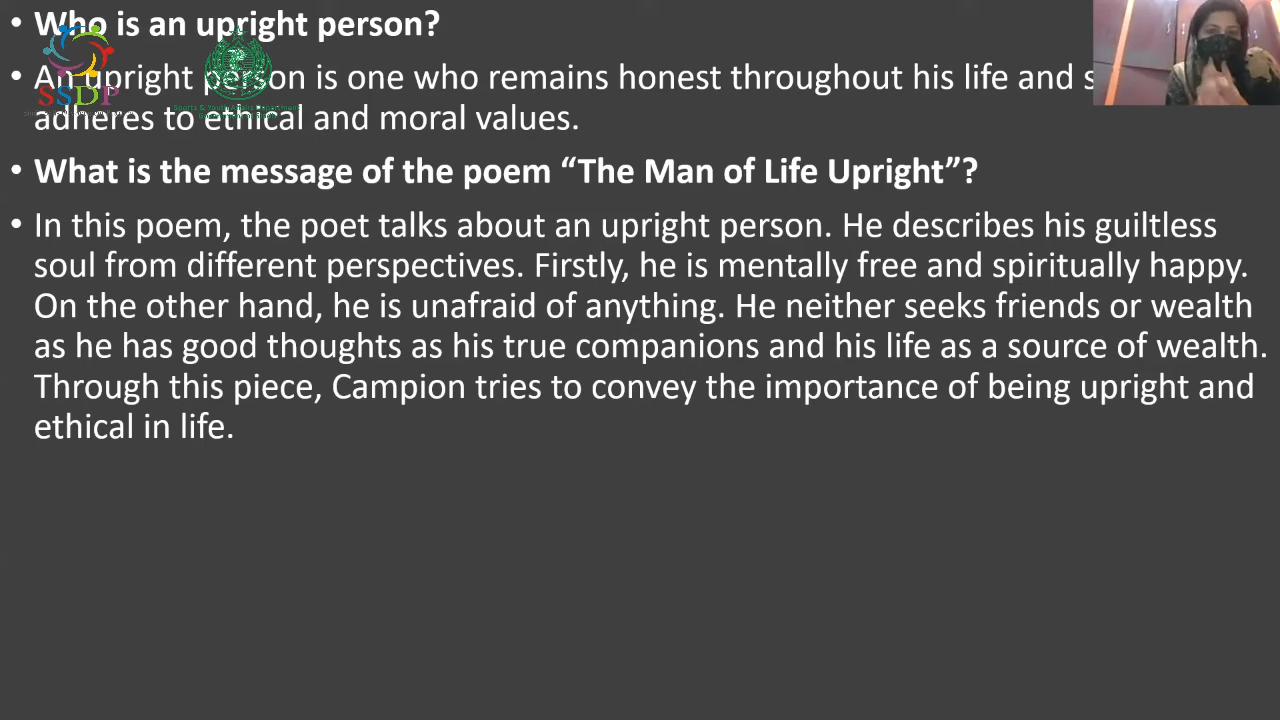 • Who is an upright person?
• An upright person is one who remains honest throughout his life and
adheres to ethical and moral values.
• What is the message of the poem “The Man of Life Upright”?
• In this poem, the poet talks about an upright person. He describes his guiltless
soul from different perspectives. Firstly, he is mentally free and spiritually happy.
On the other hand, he is unafraid of anything. He neither seeks friends or wealth
as he has good thoughts as his true companions and his life as a source of wealth.
Through this piece, Campion tries to convey the importance of being upright and
ethical in life.
SSDP
Sports & Youth Affairs Department